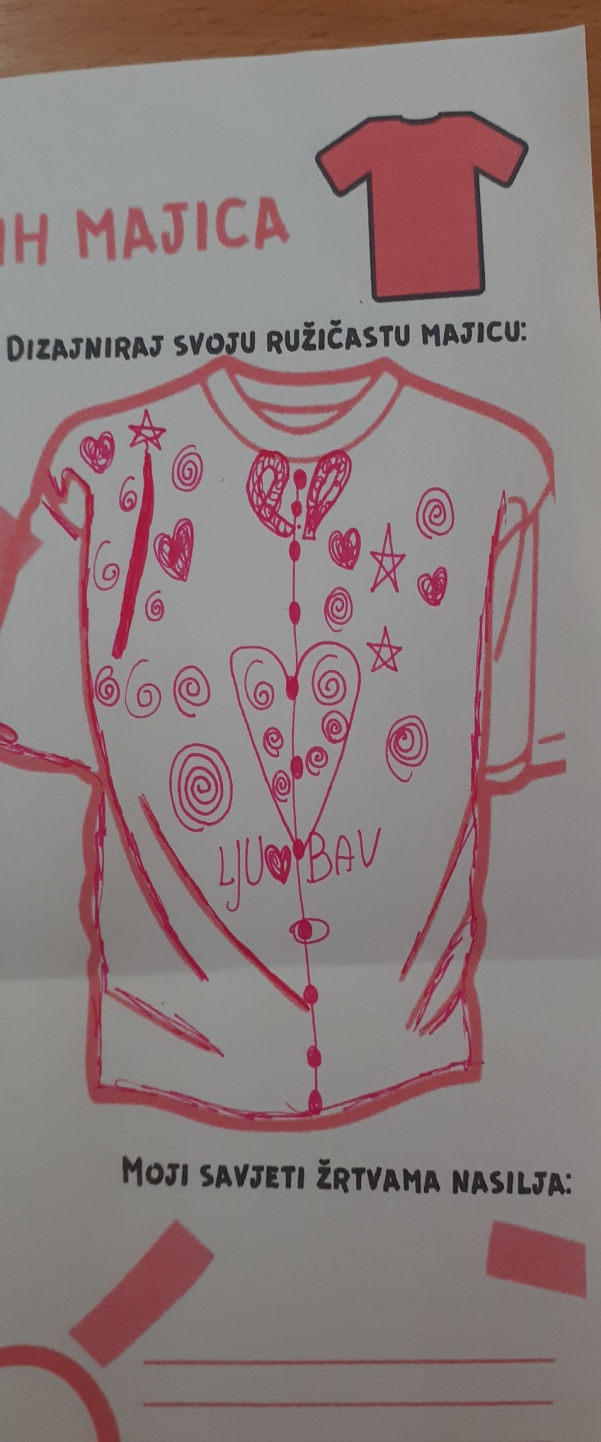 IH MAJICA
DIZAJNIRAJ SVOJU RUŽIČASTU MAJICU:
LJU BAV
MOJI SAVJETI ŽRTVAMA NASILJA: